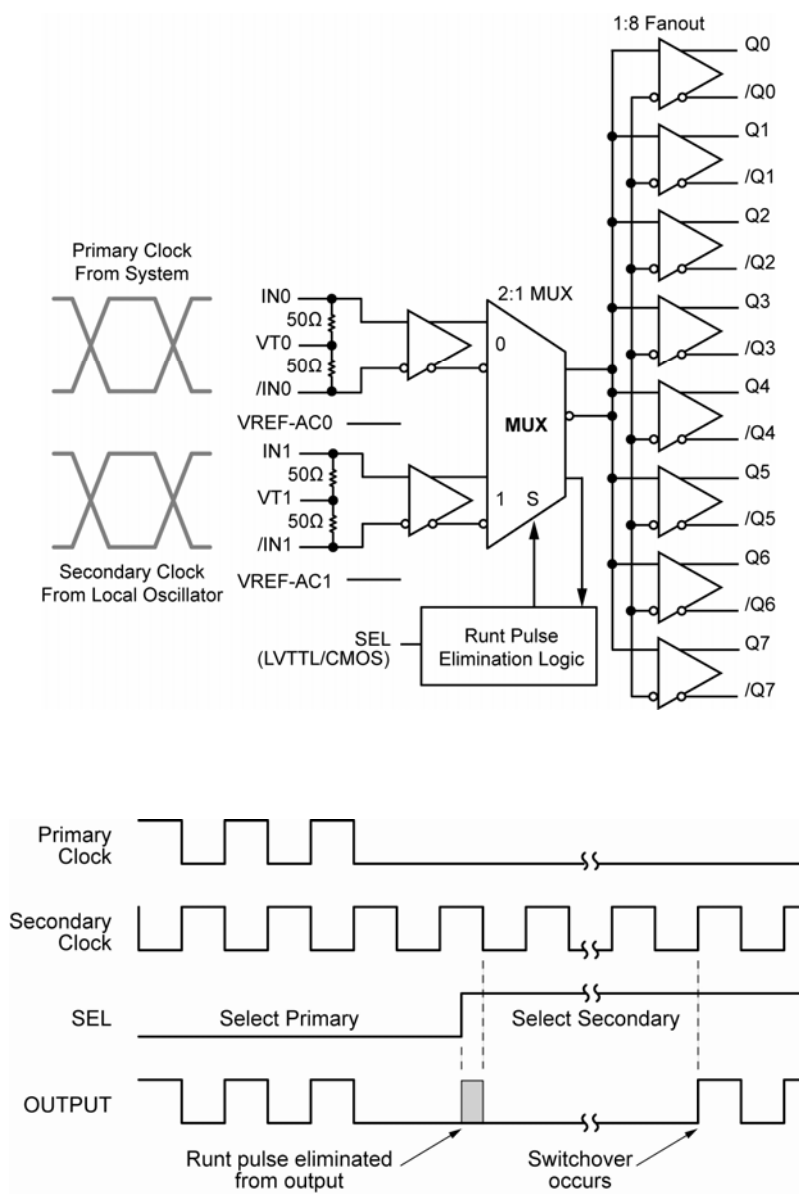 1:8 Fanout
Q0
/Q0
Q1
/Q1
Q2
/Q2
Q3
/Q3
Q4
/Q4
Q5
/Q5
Q6
/Q6
Q7
/Q7
Primary Clock
From System
Secondary Clock
From Local Oscillator
IN0
50Ω
VT0
50Ω
/IN0
VREF-AC0
IN1
50Ω
VT1
50Ω
/IN1
VREF-AC1
2:1 MUX
0
MUX
1 S
SEL
(LVTTL/CMOS)
Runt Pulse
Elimination Logic
Primary
Clock
Secondary
Clock
SEL
Select Primary
Select Secondary
OUTPUT
Runt pulse eliminated
from output
Switchover
occurs